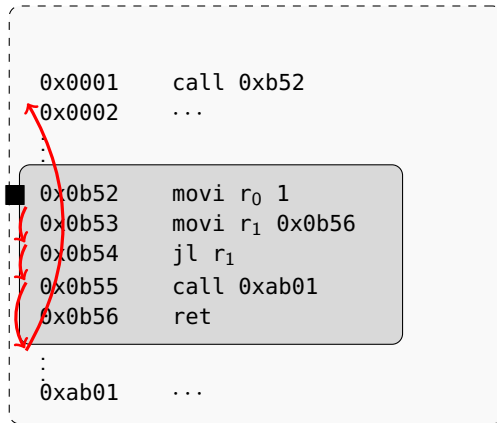 0x0001 call 0xb52
0x0002 ···
⋮
0x0b52 movi r₀ 1
0x0b53 movi r₁ 0x0b56
0x0b54 jl r₁
0x0b55 call 0xab01
0x0b56 ret
⋮
0xab01 ···